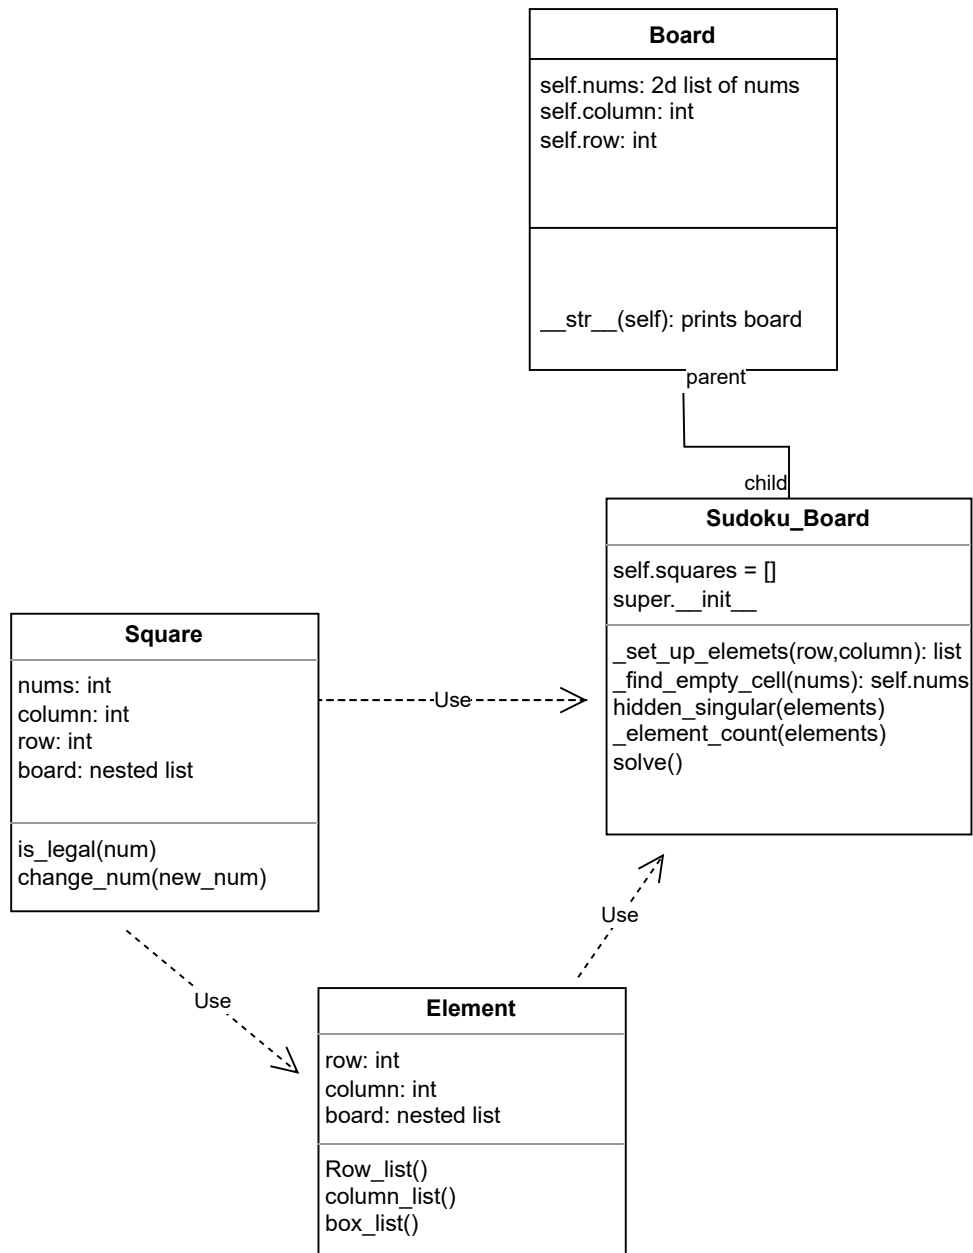 Board
self.nums: 2d list of nums
self.column: int
self.row: int
__str__(self): prints board
parent
child
Sudoku_Board
self.squares = []
super.__init__
_set_up_elemets(row,column): list
_find_empty_cell(nums): self.nums
hidden_singular(elements)
_element_count(elements)
solve()
Square
nums: int
column: int
row: int
board: nested list
is_legal(num)
change_num(new_num)
Use
Use
Use
Element
row: int
column: int
board: nested list
Row_list()
column_list()
box_list()